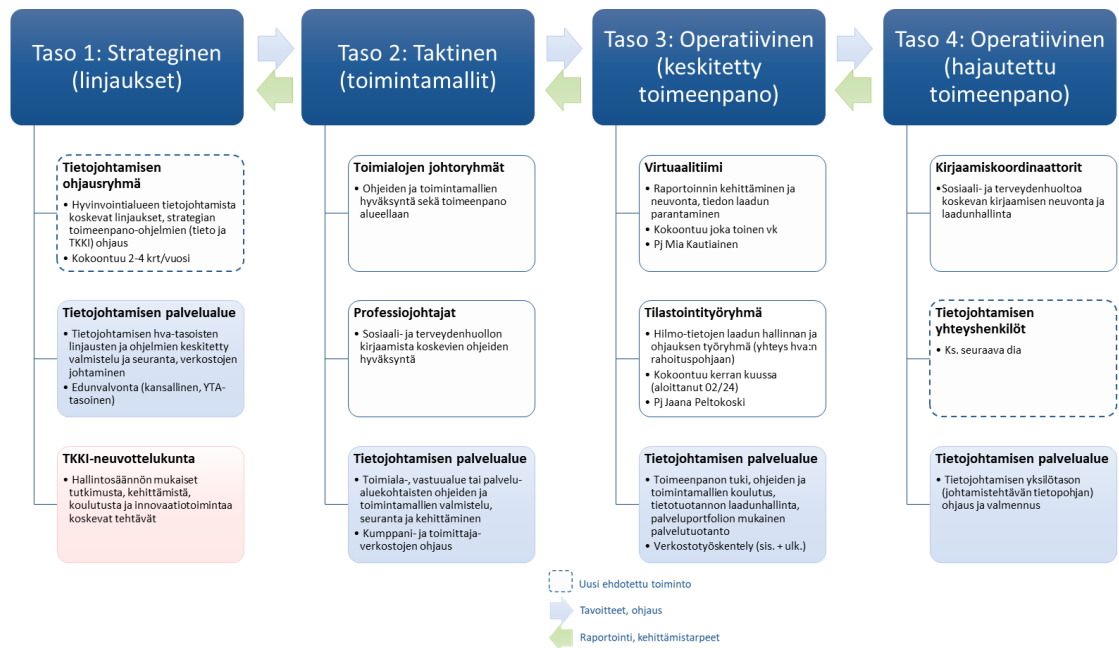 Taso 1: Strateginen
(linjaukset)
Tietojohtamisen
ohjausryhmä
• Hyvinvointialueen tietojohtamista
koskevat linjaukset, strategian
toimeenpano-ohjelmien (tieto ja
TKKI) ohjaus
• Kokoontuu 2-4 krt/vuosi
Tietojohtamisen palvelualue
• Tietojohtamisen hva-tasoisten
linjausten ja ohjelmien keskitetty
valmistelu ja seuranta, verkostojen
johtaminen
• Edunvalvonta (kansallinen, YTA-
tasoinen)
TKKI-neuvottelukunta
• Hallintosäännön mukaiset
tutkimusta, kehittämistä,
koulutusta ja innovaatiotoimintaa
koskevat tehtävät
Taso 2: Taktinen
(toimintamallit)
Toimialojen johtoryhmät
• Ohjeiden ja toimintamallien
hyväksyntä sekä toimeenpano
alueellaan
Professiojohtajat
• Sosiaali- ja terveydenhuollon
kirjaamista koskevien ohjeiden
hyväksyntä
Tietojohtamisen palvelualue
• Toimiala-, vastuualue tai palvelu-
aluekohtaisten ohjeiden ja
toimintamallien valmistelu,
seuranta ja kehittäminen
• Kumppani- ja toimittaja-
verkostojen ohjaus
Taso 3: Operatiivinen
(keskitetty
toimeenpano)
Virtuaalitiimi
• Raportoinnin kehittäminen ja
neuvonta, tiedon laadun
parantaminen
• Kokoontuu joka toinen vk
• Pj Mia Kautiainen
Tilastointityöryhmä
• Hilmo-tietojen laadun hallinnan ja
ohjauksen työryhmä (yhteys hva:n
rahoituspohjaan)
• Kokoontuu kerran kuussa
(aloittanut 02/24)
• Pj Jaana Peltokoski
Tietojohtamisen palvelualue
• Toimeenpanon tuki, ohjeiden ja
toimintamallien koulutus,
tietotuotannon laadunhallinta,
palveluportfolion mukainen
palvelutuotanto
• Verkostotyöskentely (sis. + ulk.)
Taso 4: Operatiivinen
(hajautettu
toimeenpano)
Kirjaamiskoordinaattorit
•Sosiaali- ja terveydenhuoltoa
koskevan kirjaamisen neuvonta ja
laadunhallinta
Tietojohtamisen
yhteyshenkilöt
• Ks. seuraava dia
Tietojohtamisen palvelualue
• Tietojohtamisen yksilötason
(johtamistehtävän tietopohjan)
ohjaus ja valmennus
Uusi ehdotettu toiminto
Tavoitteet, ohjaus
Raportointi, kehittämistarpeet